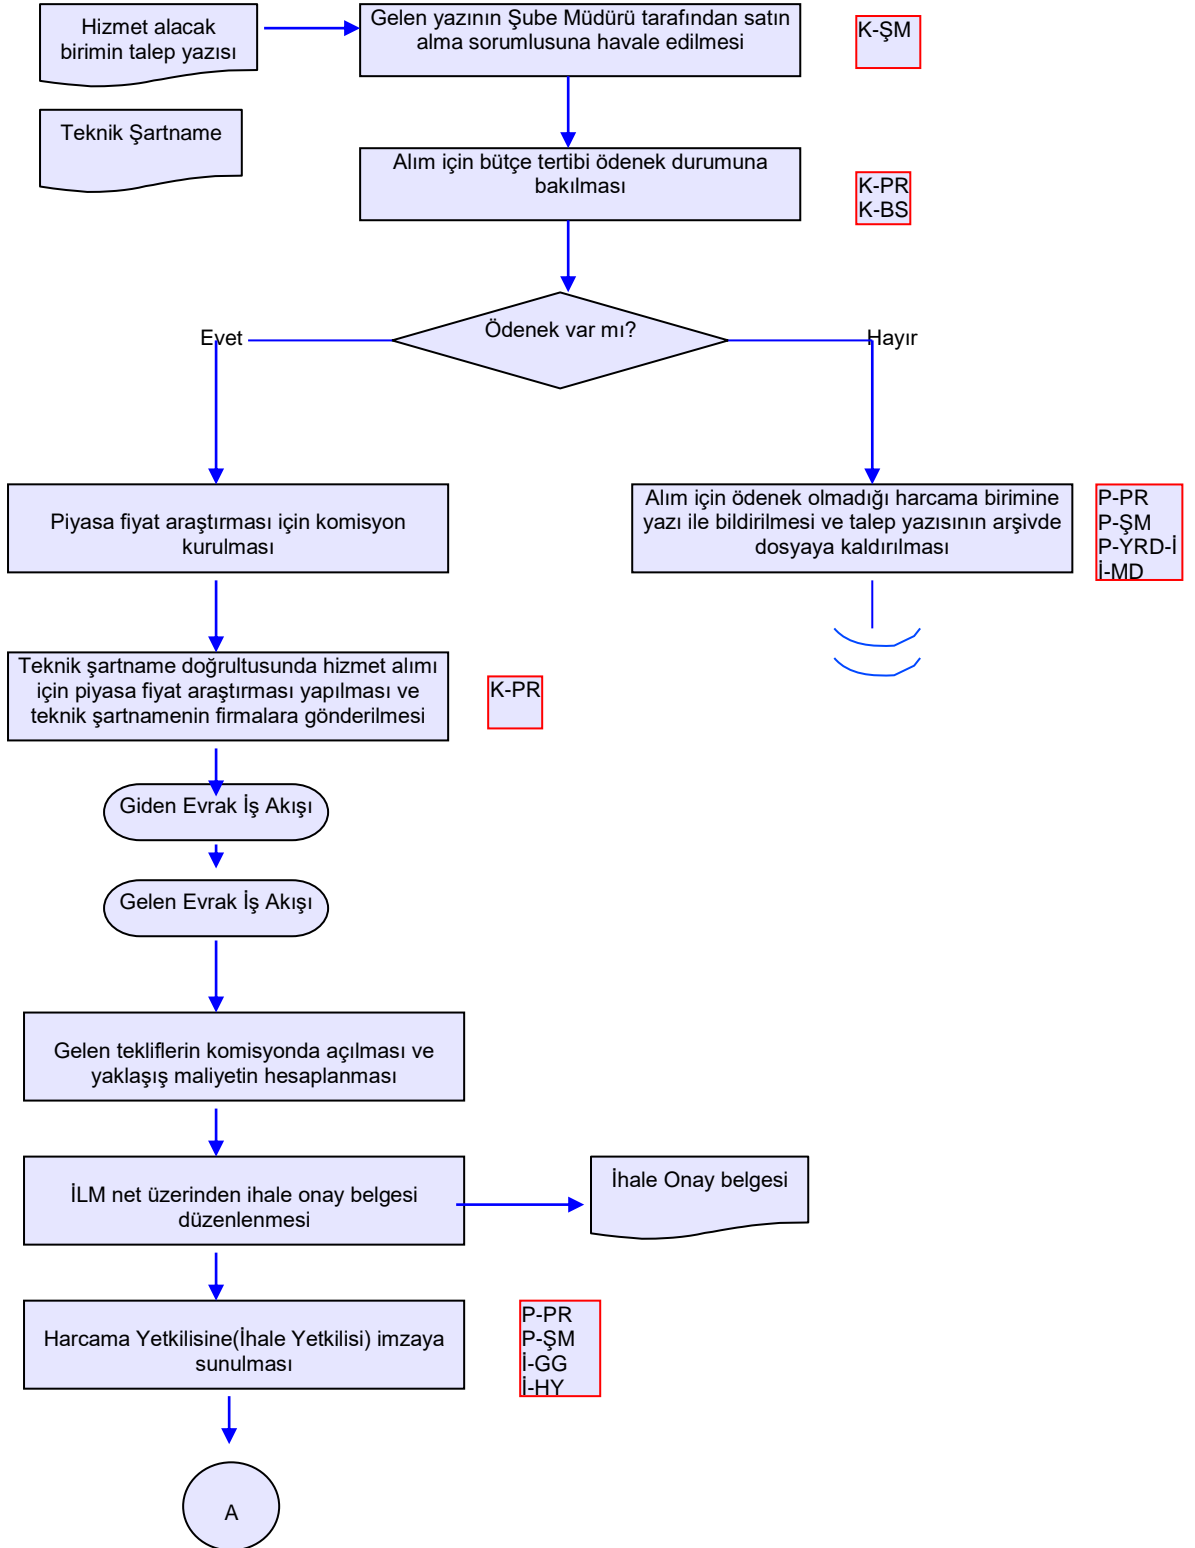 Hizmet alacak
birimin talep yazısı
Gelen yazının Şube Müdürü tarafından satın
alma sorumlusuna havale edilmesi
K-ŞM
Teknik Şartname
Alım için bütçe tertibi ödenek durumuna
bakılması
K-PR
K-BS
Ödenek var mı?
Evet
Hayır
Piyasa fiyat araştırması için komisyon
kurulması
Alım için ödenek olmadığı harcama birimine
yazı ile bildirilmesi ve talep yazısının arşivde
dosyaya kaldırılması
P-PR
P-ŞM
P-YRD-İ
İ-MD
Teknik şartname doğrultusunda hizmet alımı
için piyasa fiyat araştırması yapılması ve
teknik şartnamenin firmalara gönderilmesi
K-PR
Giden Evrak İş Akışı
Gelen Evrak İş Akışı
Gelen tekliflerin komisyonda açılması ve
yaklaşış maliyetin hesaplanması
İLM net üzerinden ihale onay belgesi
düzenlenmesi
İhale Onay belgesi
Harcama Yetkilisine(İhale Yetkilisi) imzaya
sunulması
P-PR
P-ŞM
İ-GG
İ-HY
A